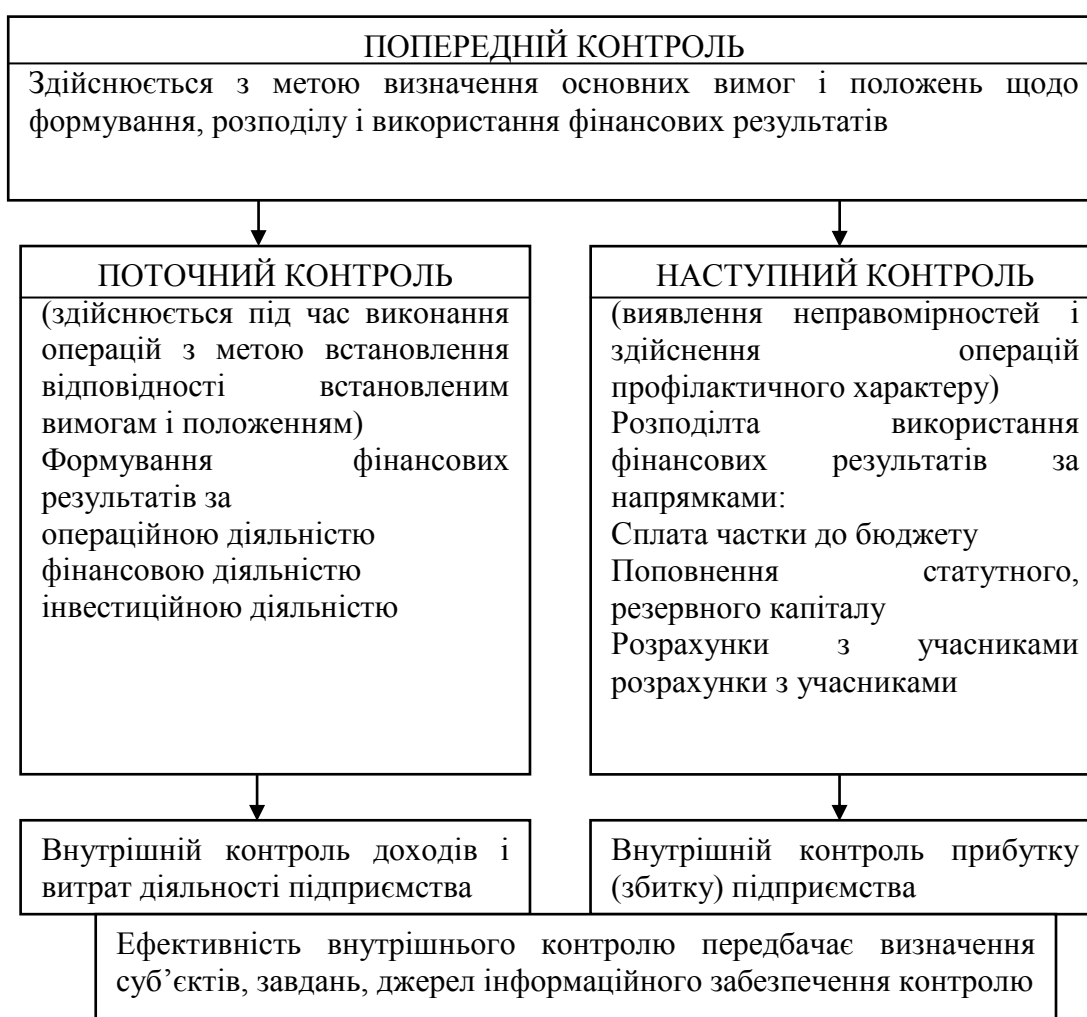 ПОПЕРЕДНІЙ КОНТРОЛЬ
Здійснюється з метою визначення основних вимог і положень щодо
формування, розподілу і використання фінансових результатів
ПОТОЧНИЙ КОНТРОЛЬ
(здійснюється під час виконання
операцій з метою встановлення
відповідності встановленим
вимогам і положенням)
Формування фінансових
результатів за
операційною діяльністю
фінансовою діяльністю
інвестиційною діяльністю
НАСТУПНИЙ КОНТРОЛЬ
(виявлення неправомірностей і
здійснення операцій
профілактичного характеру)
Розподілта використання
фінансових результатів за
напрямками:
Сплата частки до бюджету
Поповнення статутного,
резервного капіталу
Розрахунки з учасниками
розрахунки з учасниками
Внутрішній контроль доходів і
витрат діяльності підприємства
Внутрішній контроль прибутку
(збитку) підприємства
Ефективність внутрішнього контролю передбачає визначення
суб’єктів, завдань, джерел інформаційного забезпечення контролю